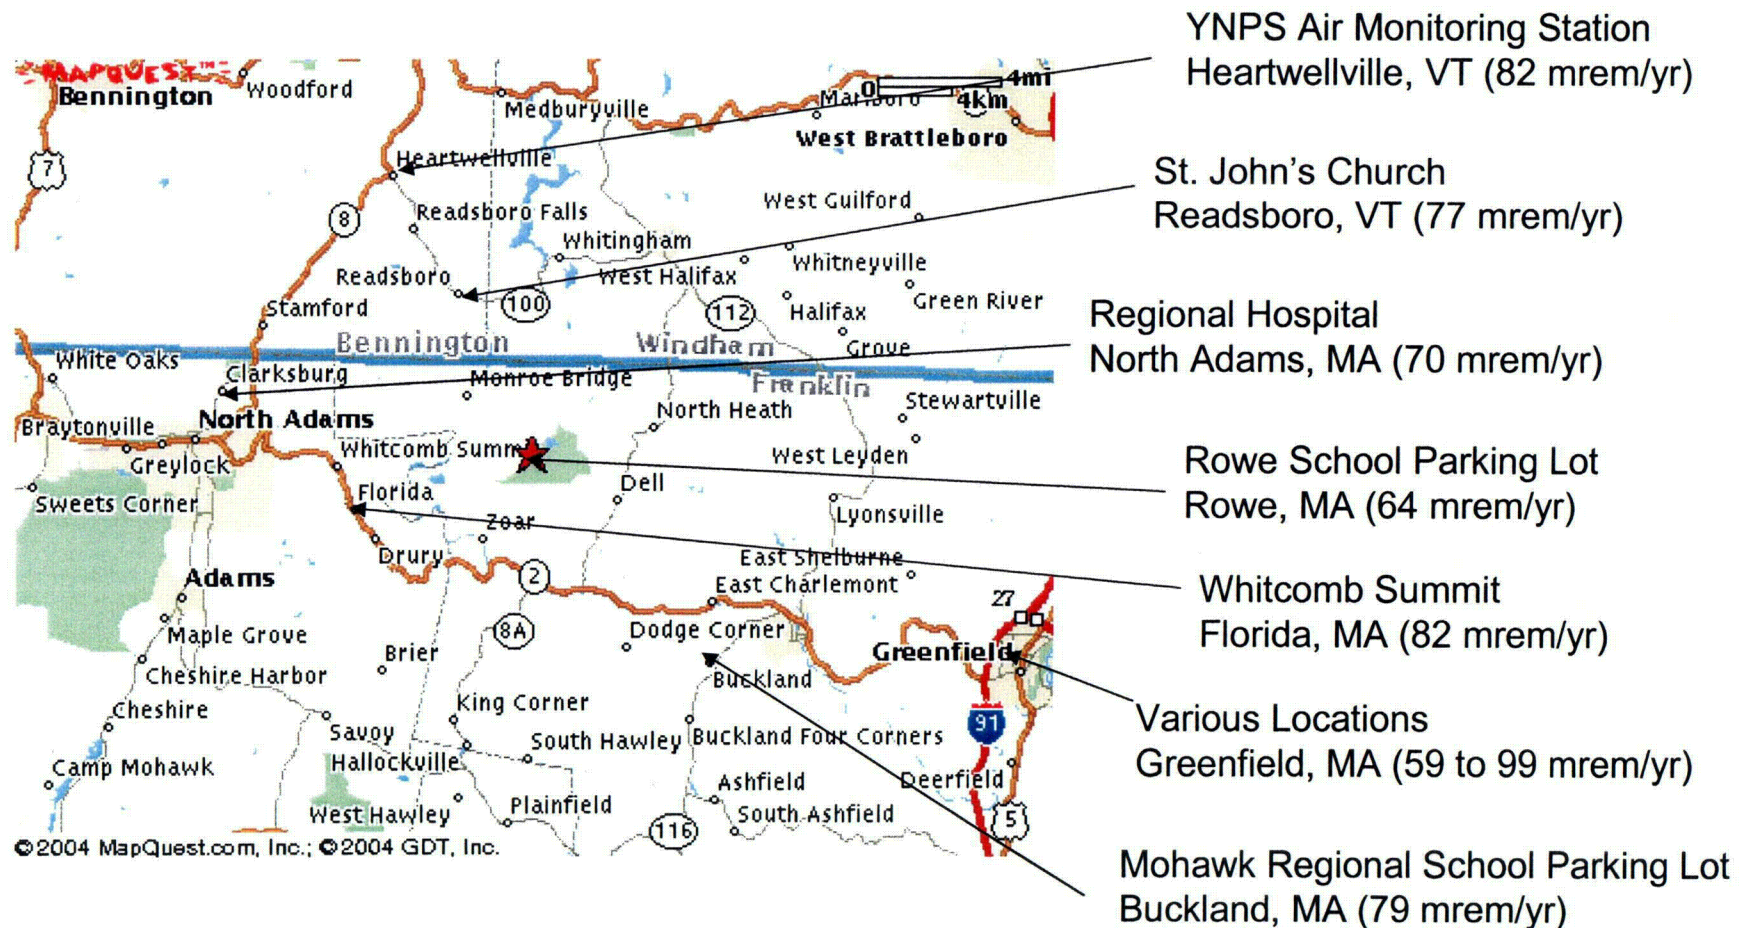 YNPS Air Monitoring Station
Heartwellville, VT (82 mrem/yr)
St. John’s Church
Readsboro, VT (77 mrem/yr)
Regional Hospital
North Adams, MA (70 mrem/yr)
Rowe School Parking Lot
Rowe, MA (64 mrem/yr)
Whitcomb Summit
Florida, MA (82 mrem/yr)
Various Locations
Greenfield, MA (59 to 99 mrem/yr)
Mohawk Regional School Parking Lot
Buckland, MA (79 mrem/yr)
MAPQUEST™
Bennington
Woodford
Medburyville
Marlboro
0
4mi
4km
West Brattleboro
7
Heartwellville
8
Readsboro Falls
West Guilford
Whitingham
Readsboro
West Halifax
Whitneyville
Stamford
100
112
Halifax
Green River
Bennington
Windham
Grove
White Oaks
Clarksburg
Monroe Bridge
Franklin
Braytonville
North Adams
North Heath
Stewartville
Greylock
Whitcomb Summ
West Leyden
Sweets Corner
Florida
Dell
Zoar
Lyonsville
Drury
East Shelburne
Adams
2
East Charlemont
27
Maple Grove
8A
Dodge Corner
Greenfield
Cheshire Harbor
Brier
Buckland
Cheshire
King Corner
91
Savoy
South Hawley
Buckland Four Corners
Camp Mohawk
Hallockville
Ashfield
Deerfield
West Hawley
Plainfield
116
South Ashfield
5
©2004 MapQuest.com, Inc.; ©2004 GDT, Inc.